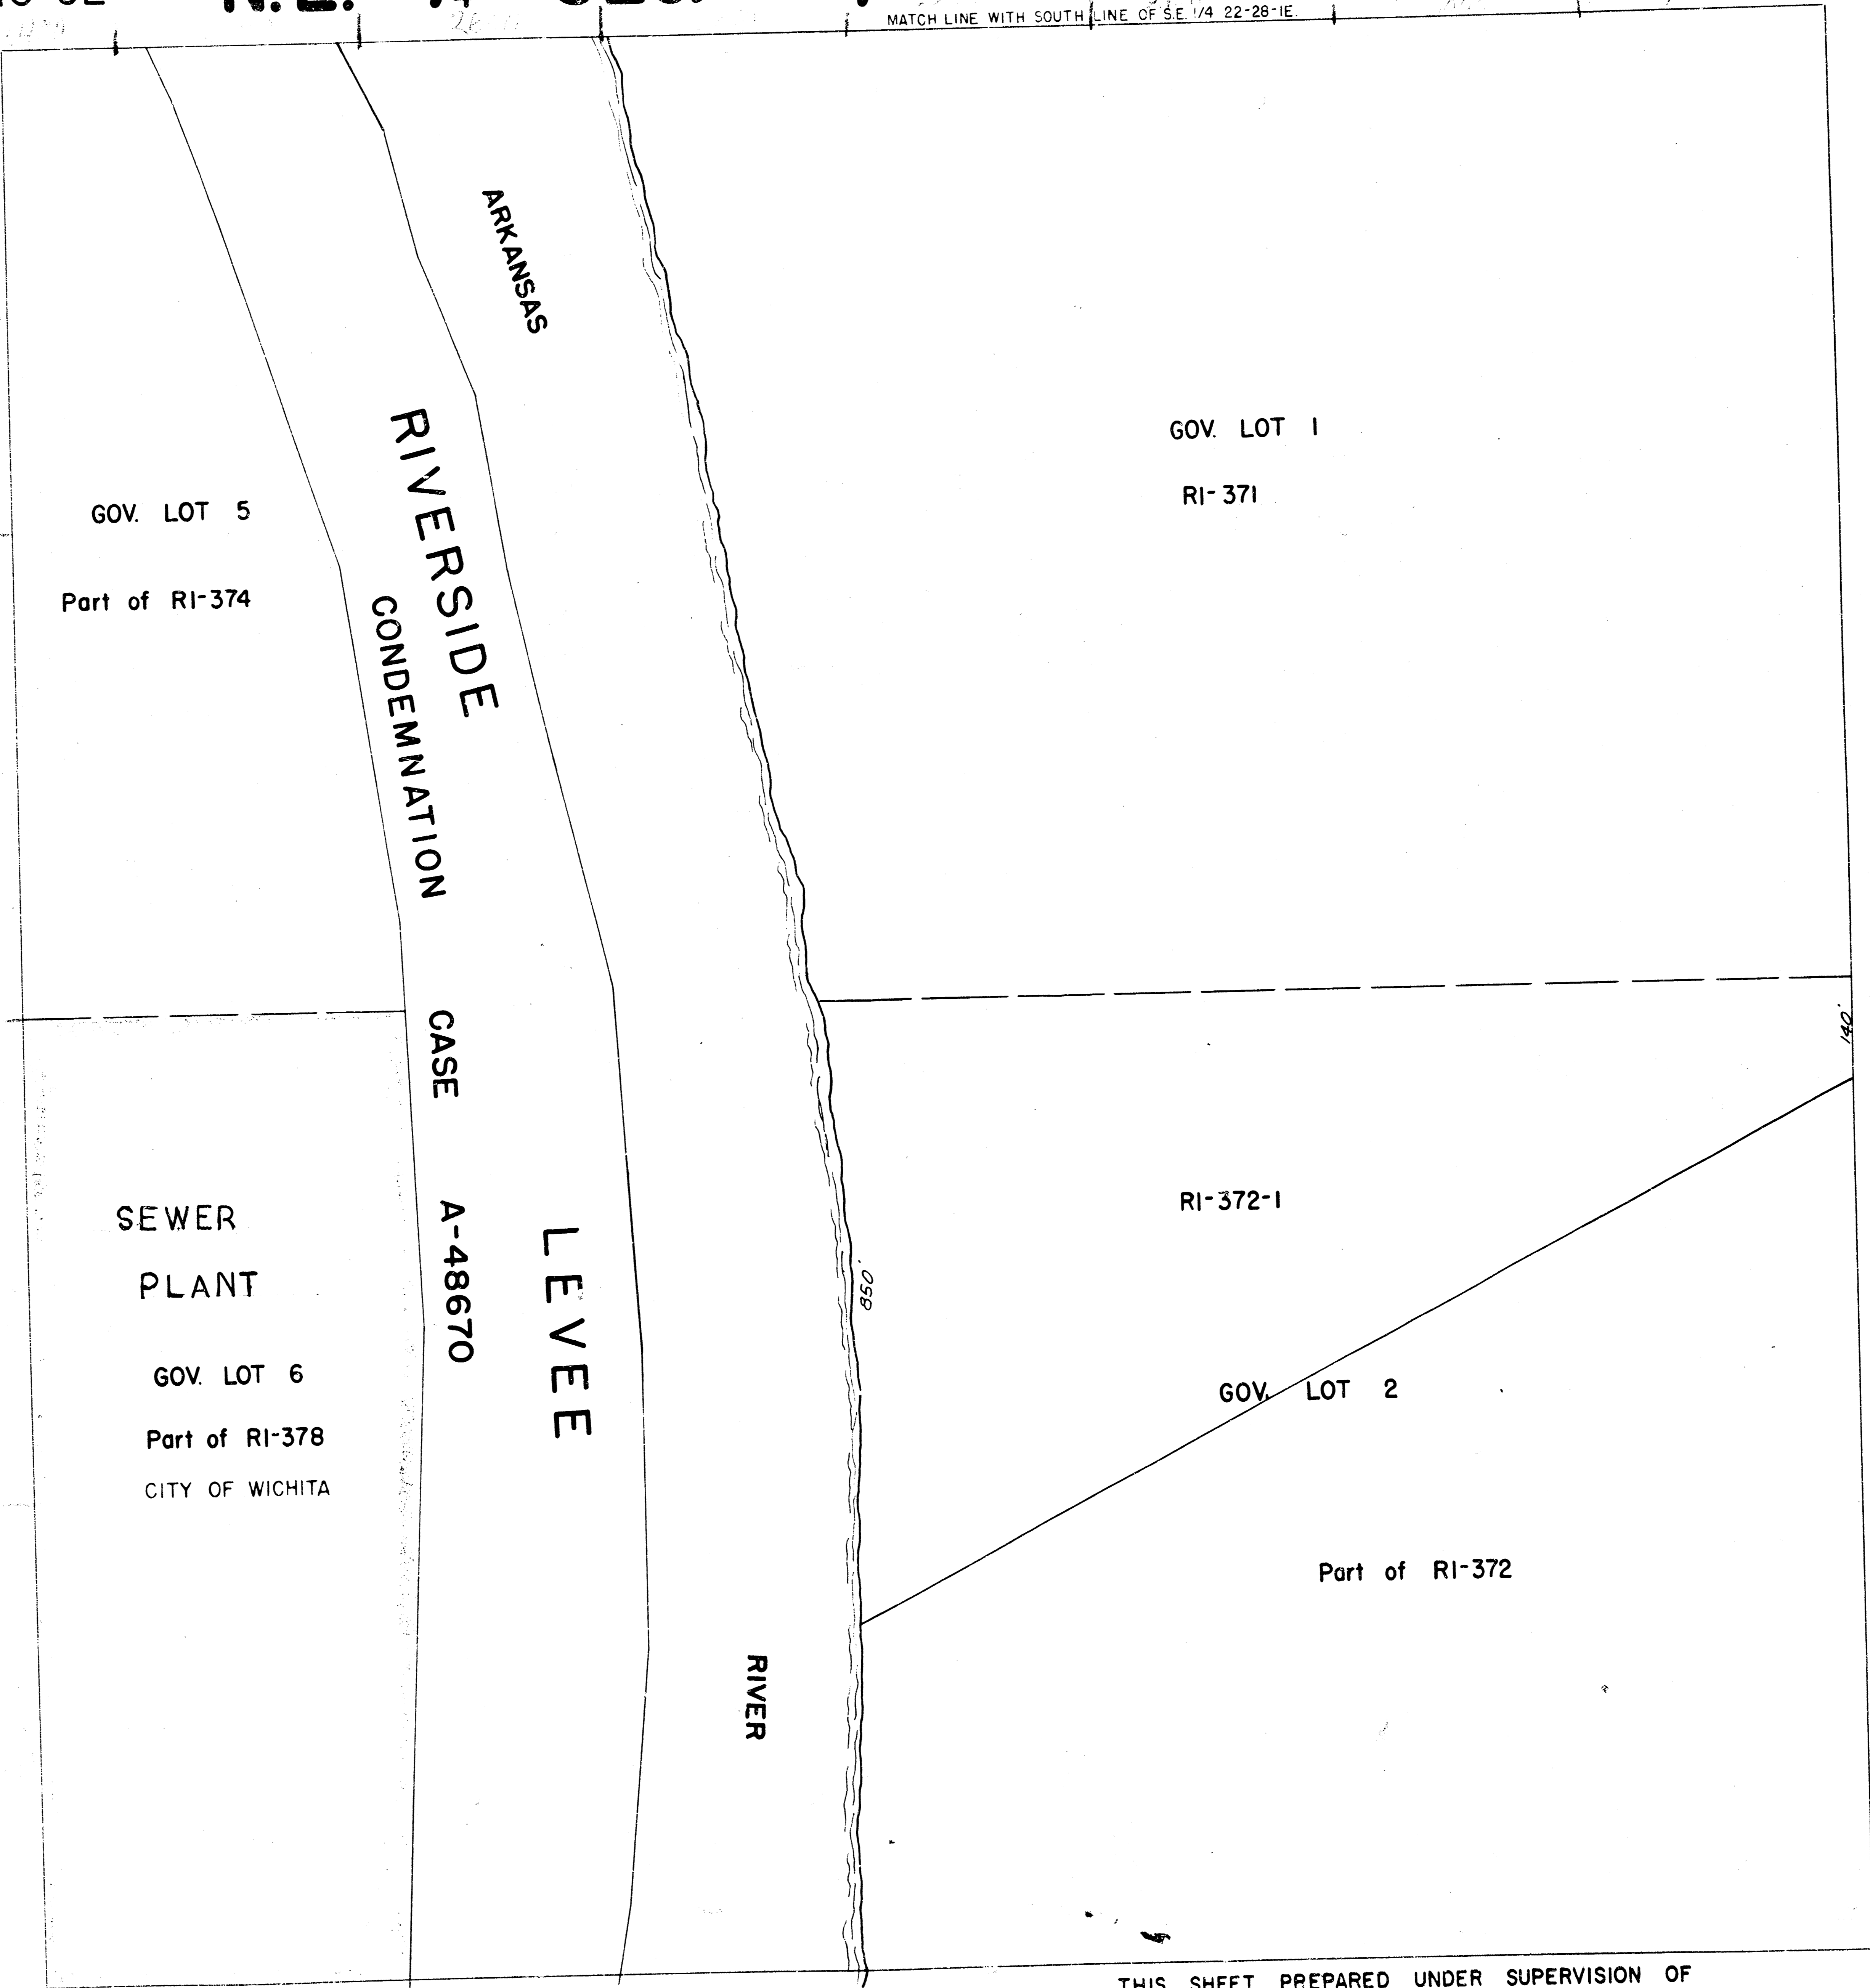 N.E. 1/4
MATCH LINE WITH SOUTH LINE OF S.E. 1/4 22-28-1E.
ARKANSAS
RIVERSIDE
GOV. LOT 1
RI-371
GOV. LOT 5
Part of RI-374
CONDEMNATION
CASE
A-48670
LEVEE
140'
RI-372-1
850'
SEWER
PLANT
GOV. LOT 6
Part of RI-378
CITY OF WICHITA
GOV. LOT 2
Part of RI-372
RIVER
THIS SHEET PREPARED UNDER SUPERVISION OF